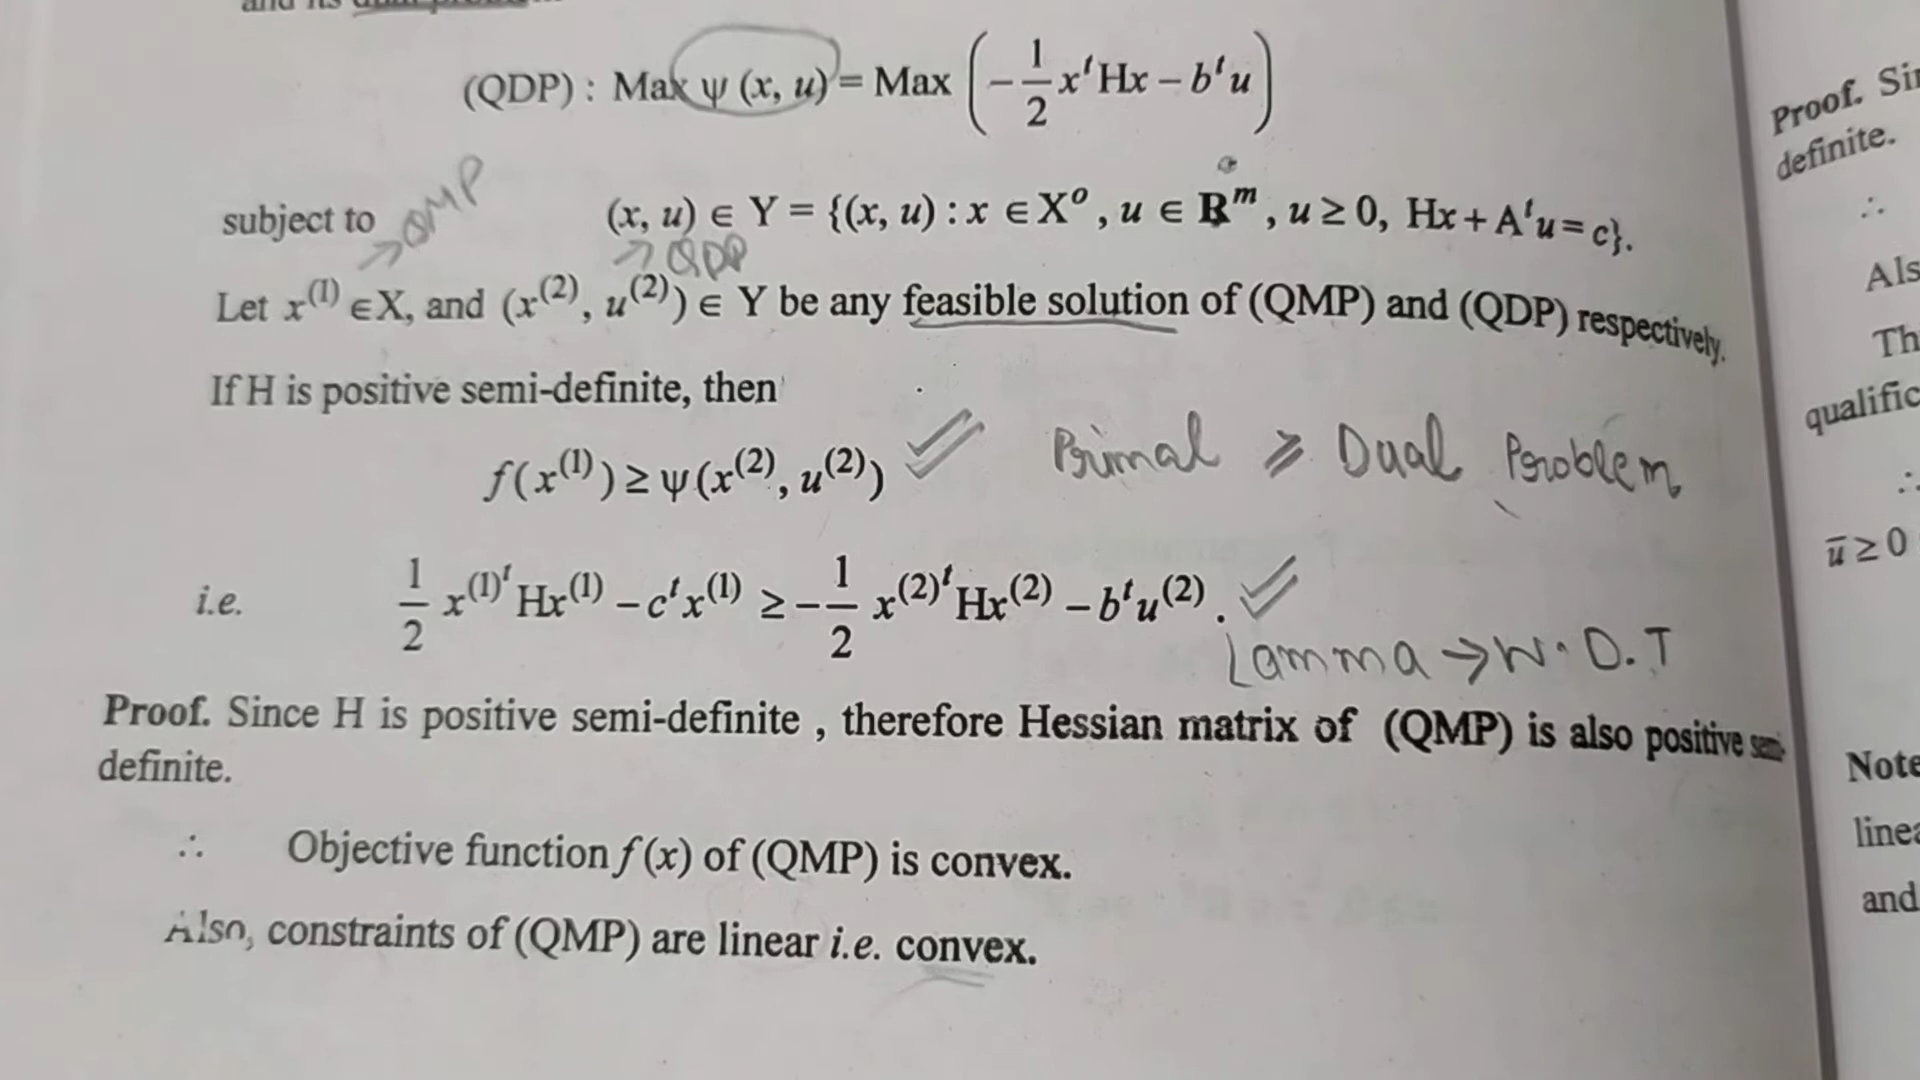 and its dual
(QDP) : Max ψ (x, u) = Max (−1/2 x^t Hx − b^t u)
subject to → QMP (x, u) ∈ Y = {(x, u) : x ∈ X^o, u ∈ R^m, u ≥ 0, Hx + A^t u = c}.
→ QDP
Let x^(1) ∈ X, and (x^(2), u^(2)) ∈ Y be any feasible solution of (QMP) and (QDP) respectively.
If H is positive semi-definite, then
f(x^(1)) ≥ ψ(x^(2), u^(2)) Primal ≥ Dual Problem
i.e. 1/2 x^(1)^t Hx^(1) − c^t x^(1) ≥ −1/2 x^(2)^t Hx^(2) − b^t u^(2).
Lamma → W.D.T
Proof. Since H is positive semi-definite , therefore Hessian matrix of (QMP) is also positive semi-
definite.
∴ Objective function f (x) of (QMP) is convex.
Also, constraints of (QMP) are linear i.e. convex.
Proof.
definite.
∴
qualific
∴
ū ≥ 0
Note
and